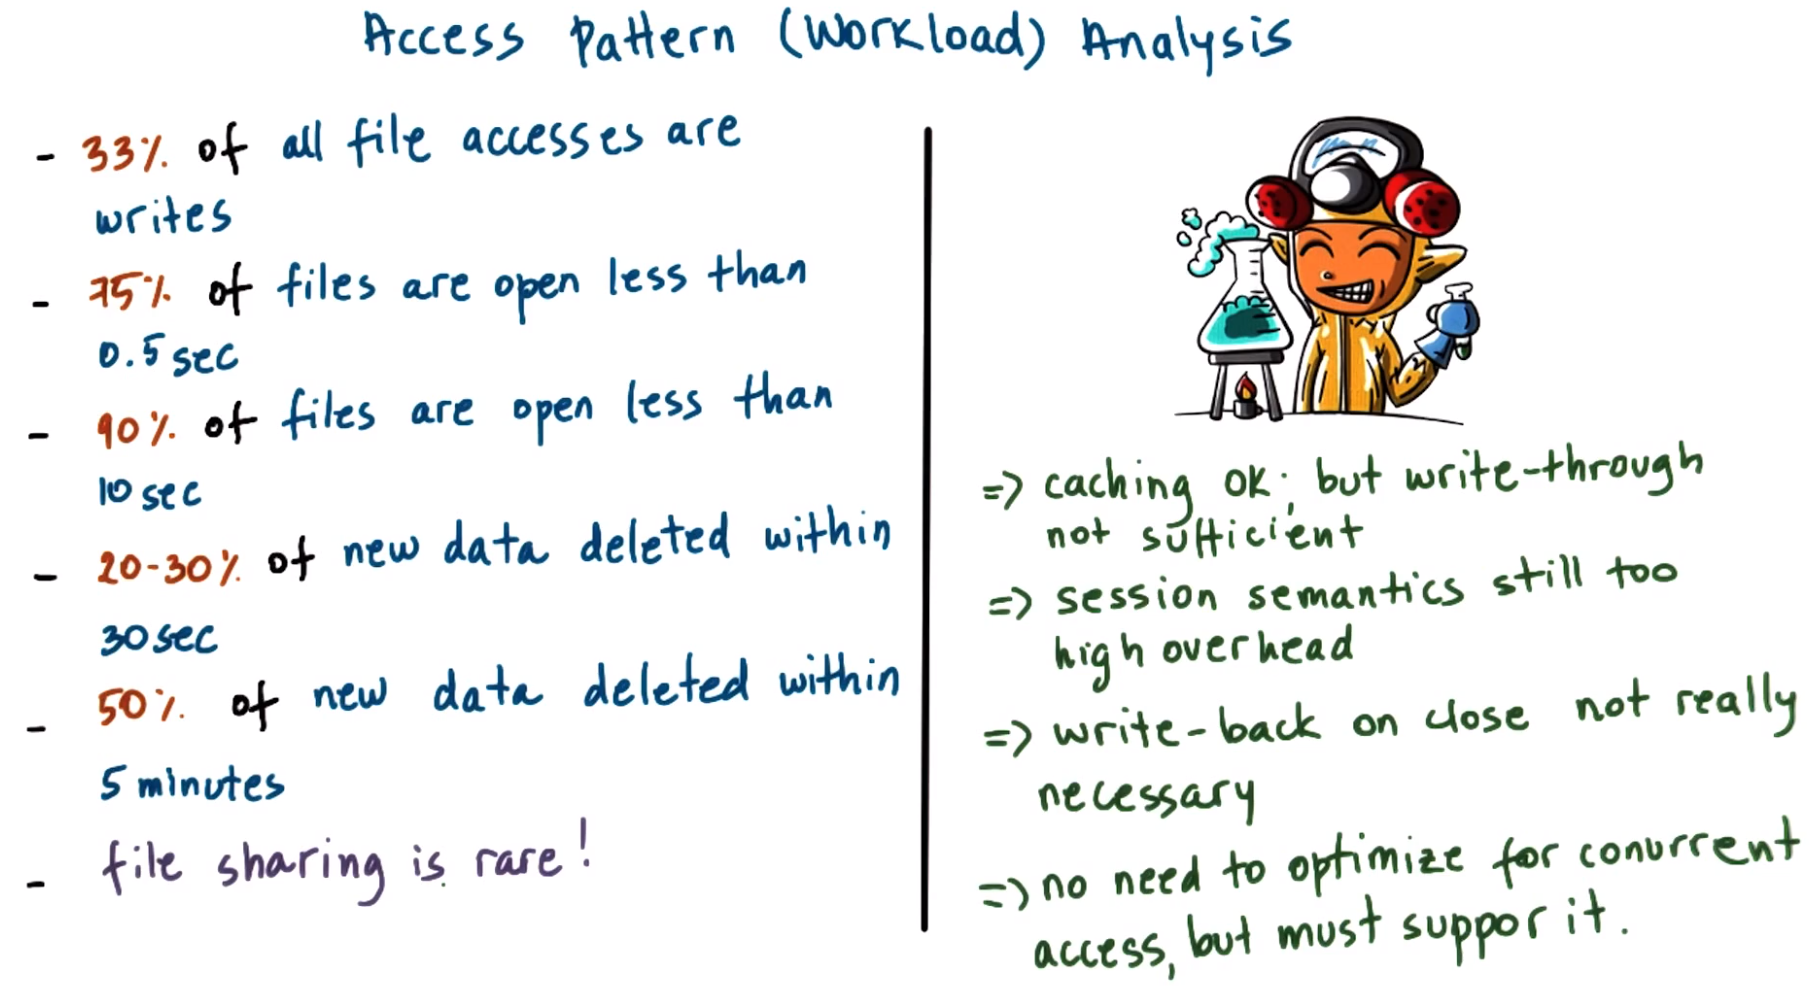 Access Pattern (Workload) Analysis
- 33% of all file accesses are
writes
- 75% of files are open less than
0.5 sec
- 90% of files are open less than
10 sec
- 20-30% of new data deleted within
30 sec
- 50% of new data deleted within
5 minutes
- file sharing is rare!
=> caching OK; but write-through
not sufficient
=> session semantics still too
high overhead
=> write-back on close not really
necessary
=> no need to optimize for conurrent
access, but must suppor it.